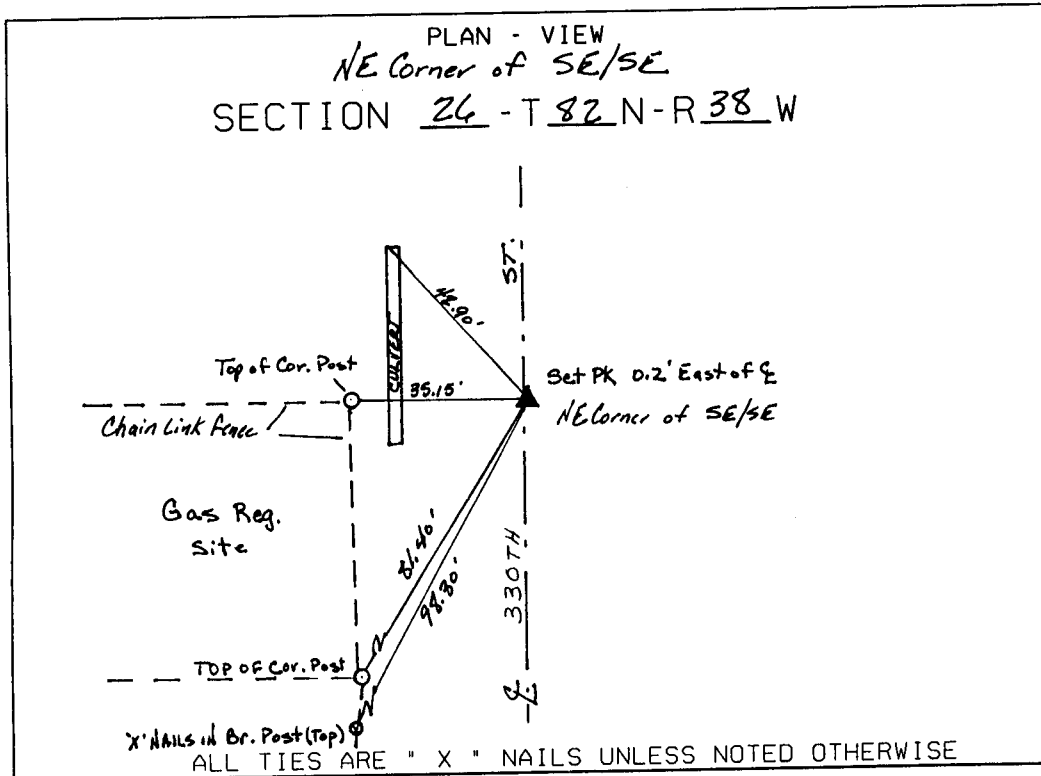 PLAN - VIEW
NE Corner of SE/SE
SECTION 26 - T 82 N - R 38 W
ST.
42.90'
CULVERT
Top of Cor. Post
35.15'
Set PK 0.2' East of ℄
NE Corner of SE/SE
Chain Link Fence
Gas Reg.
Site
81.40'
98.80'
330TH
TOP OF Cor. Post
℄
'X' NAILS IN Br. Post (Top)
ALL TIES ARE " X " NAILS UNLESS NOTED OTHERWISE